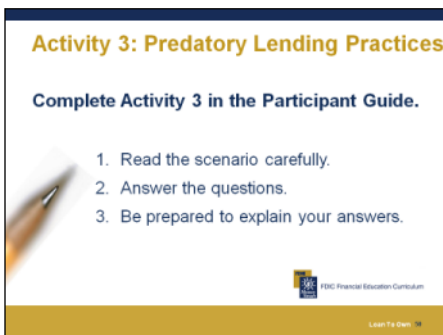 Activity 3: Predatory Lending Practices
Complete Activity 3 in the Participant Guide.
1. Read the scenario carefully.
2. Answer the questions.
3. Be prepared to explain your answers.
FDIC Financial Education Curriculum
Loan To Own